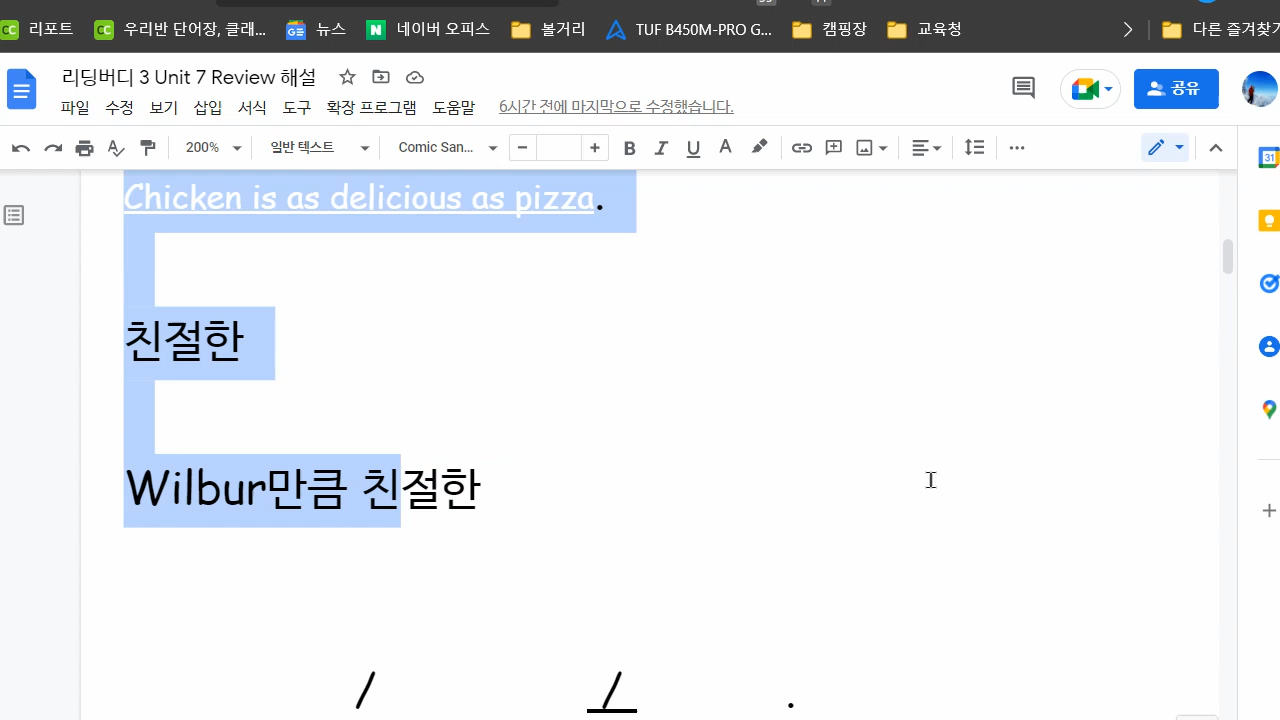 리포트 우리반 단어장, 클래... 뉴스 네이버 오피스 볼거리 TUF B450M-PRO G... 캠핑장 교육청 다른 즐겨찾기
리딩버디 3 Unit 7 Review 해설
파일 수정 보기 삽입 서식 도구 확장 프로그램 도움말 6시간 전에 마지막으로 수정했습니다.
공유
200% 일반 텍스트 Comic San... − + B I U A
Chicken is as delicious as pizza.
친절한
Wilbur만큼 친절한
/ / .